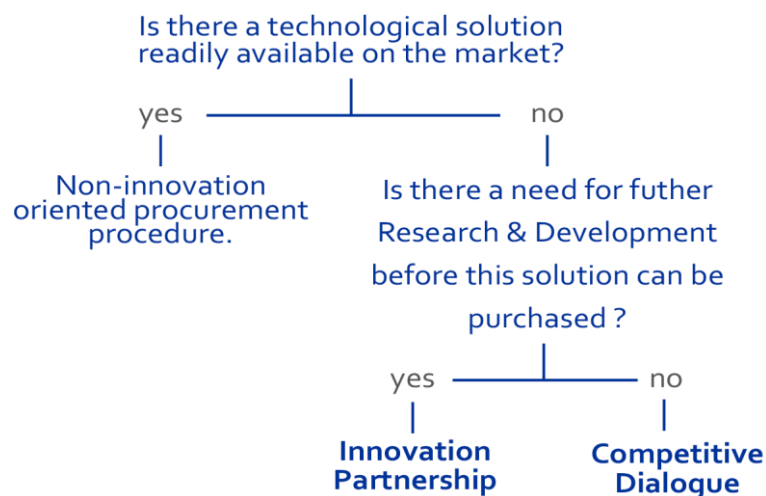 Is there a technological solution
readily available on the market?
yes
no
Non-innovation
oriented procurement
procedure.
Is there a need for futher
Research & Development
before this solution can be
purchased ?
yes
no
Innovation
Partnership
Competitive
Dialogue